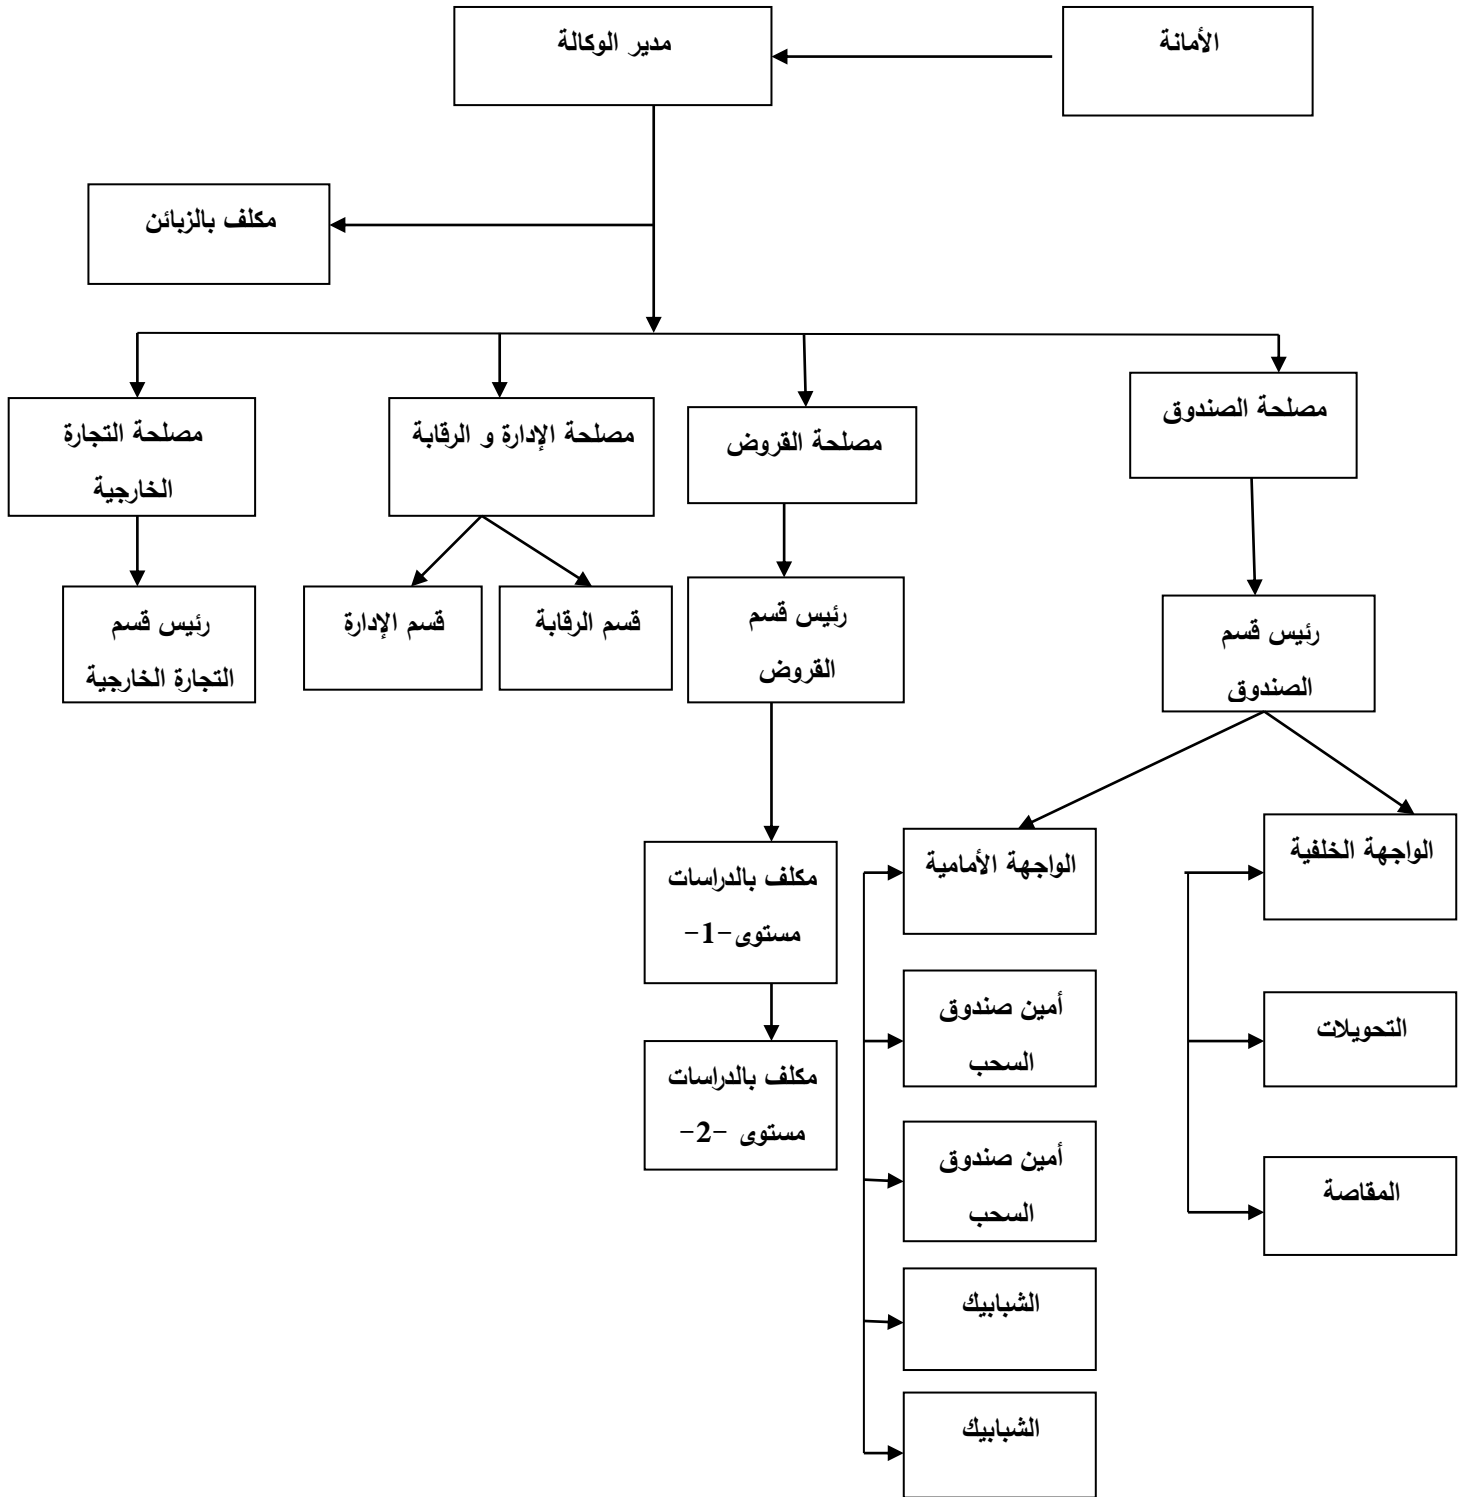 الأمانة
مدير الوكالة
مكلف بالزبائن
مصلحة الصندوق
مصلحة القروض
مصلحة الإدارة و الرقابة
مصلحة التجارة
الخارجية
رئيس قسم
الصندوق
رئيس قسم
القروض
قسم الرقابة
قسم الإدارة
رئيس قسم
التجارة الخارجية
الواجهة الخلفية
الواجهة الأمامية
مكلف بالدراسات
مستوى-1-
التحويلات
أمين صندوق
السحب
مكلف بالدراسات
مستوى -2-
المقاصة
أمين صندوق
السحب
الشبابيك
الشبابيك